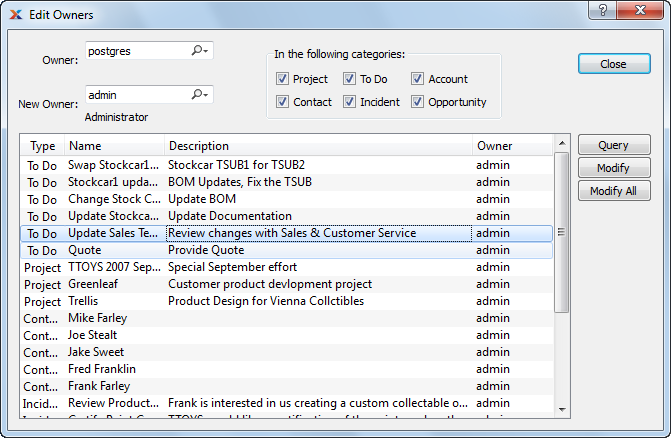 Edit Owners
Owner: postgres
In the following categories:
Project To Do Account Close
New Owner: admin
Contact Incident Opportunity
Administrator
Type Name Description Owner
Query
To Do Swap Stockcar1... Stockcar TSUB1 for TSUB2 admin
Modify
To Do Stockcar1 upda... BOM Updates, Fix the TSUB admin
Modify All
To Do Change Stock C... Update BOM admin
To Do Update Stockca... Update Documentation admin
To Do Update Sales Te... Review changes with Sales & Customer Service admin
To Do Quote Provide Quote admin
Project TTOYS 2007 Sep... Special September effort admin
Project Greenleaf Customer product devlopment project admin
Project Trellis Product Design for Vienna Collctibles admin
Cont... Mike Farley admin
Cont... Joe Stealt admin
Cont... Jake Sweet admin
Cont... Fred Franklin admin
Cont... Frank Farley admin
Incid... Review Product... Frank is interested in us creating a custom collectable o... admin